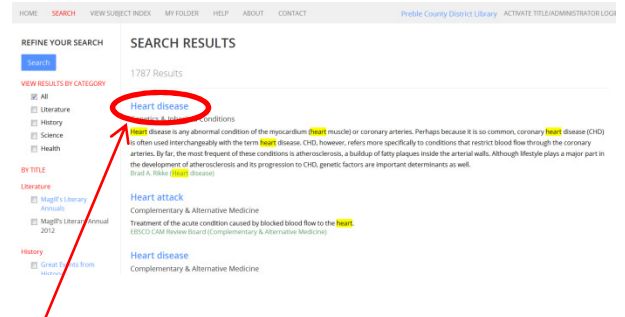 HOME SEARCH VIEW SUBJECT INDEX MY FOLDER HELP ABOUT CONTACT Preble County District Library ACTIVATE TITLE/ADMINISTRATOR LOGI
REFINE YOUR SEARCH
Search
VIEW RESULTS BY CATEGORY
All
Literature
History
Science
Health
BY TITLE
Literature
Magill's Literary
Annuals
Magill's Literary Annual
2012
History
Great Events from
History
SEARCH RESULTS
1787 Results
Heart disease
Genetics & Inherited Conditions
Heart disease is any abnormal condition of the myocardium (heart muscle) or coronary arteries. Perhaps because it is so common, coronary heart disease (CHD)
is often used interchangeably with the term heart disease. CHD, however, refers more specifically to conditions that restrict blood flow through the coronary
arteries. By far, the most frequent of these conditions is atherosclerosis, a buildup of fatty plaques inside the arterial walls. Although lifestyle plays a major part in
the development of atherosclerosis and its progression to CHD, genetic factors are important determinants as well.
Brad A. Rikke (Heart disease)
Heart attack
Complementary & Alternative Medicine
Treatment of the acute condition caused by blocked blood flow to the heart.
EBSCO CAM Review Board (Complementary & Alternative Medicine)
Heart disease
Complementary & Alternative Medicine